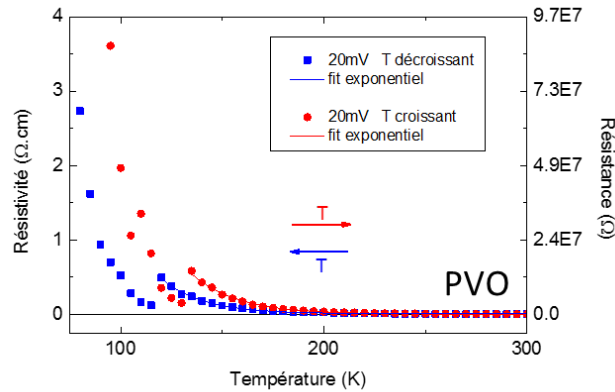 4
3
2
1
0
Résistivité (Ω.cm)
9.7E7
7.3E7
4.9E7
2.4E7
0.0
Résistance (Ω)
20mV T décroissant
fit exponentiel
20mV T croissant
fit exponentiel
T
T
PVO
100
200
300
Température (K)